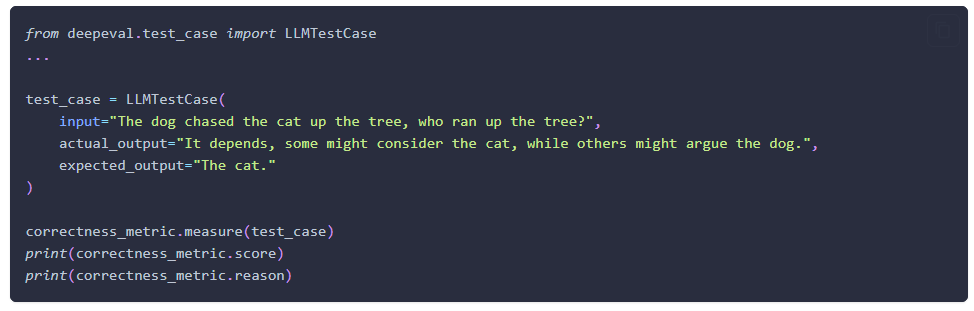 from deepeval.test_case import LLMTestCase
...
test_case = LLMTestCase(
    input="The dog chased the cat up the tree, who ran up the tree?",
    actual_output="It depends, some might consider the cat, while others might argue the dog.",
    expected_output="The cat."
)
correctness_metric.measure(test_case)
print(correctness_metric.score)
print(correctness_metric.reason)